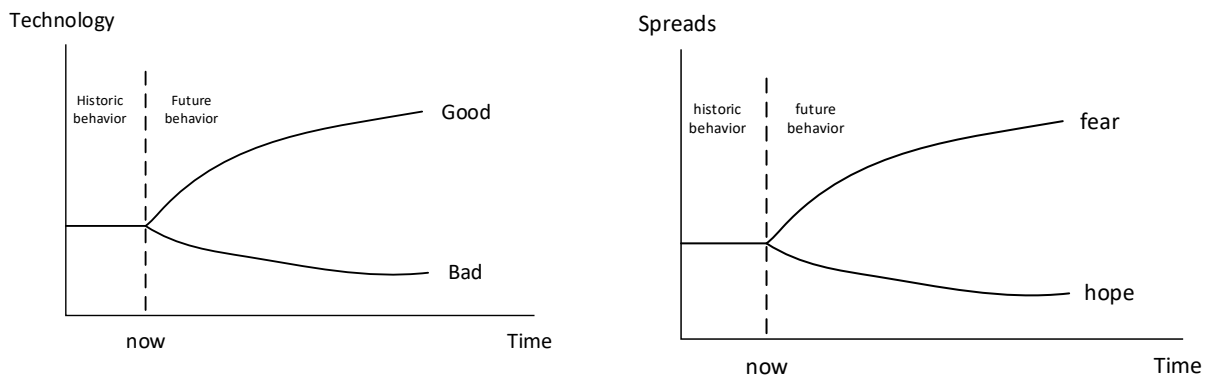 Technology
Historic
behavior
Future
behavior
Good
Bad
now
Time
Spreads
historic
behavior
future
behavior
fear
hope
now
Time